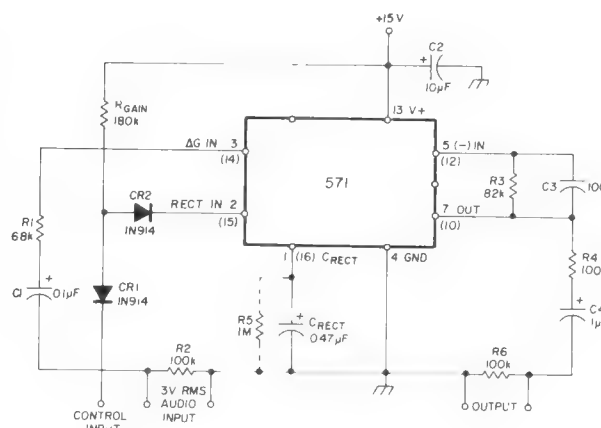 +15V
C2
10µF
RGAIN
180k
13 V+
ΔG IN 3
(14)
5 (-) IN
(12)
571
R3
82k
C3
CR2
1N914
RECT IN 2
(15)
7 OUT
(10)
R1
68k
R4
1 (16) CRECT
4 GND
CR1
1N914
C1
0.1µF
R5
1M
CRECT
0.47µF
R2
100k
R6
100k
3V RMS
AUDIO
INPUT
CONTROL
OUTPUT